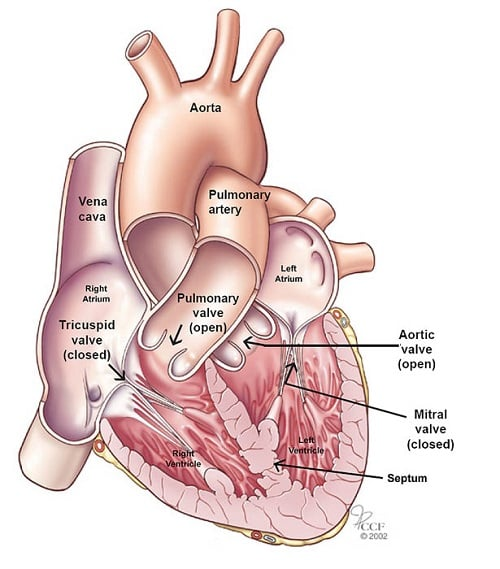 Aorta
Vena
cava
Pulmonary
artery
Right
Atrium
Left
Atrium
Pulmonary
valve
(open)
Tricuspid
valve
(closed)
Aortic
valve
(open)
Mitral
valve
(closed)
Right
Ventricle
Left
Ventricle
Septum
CCF
© 2002